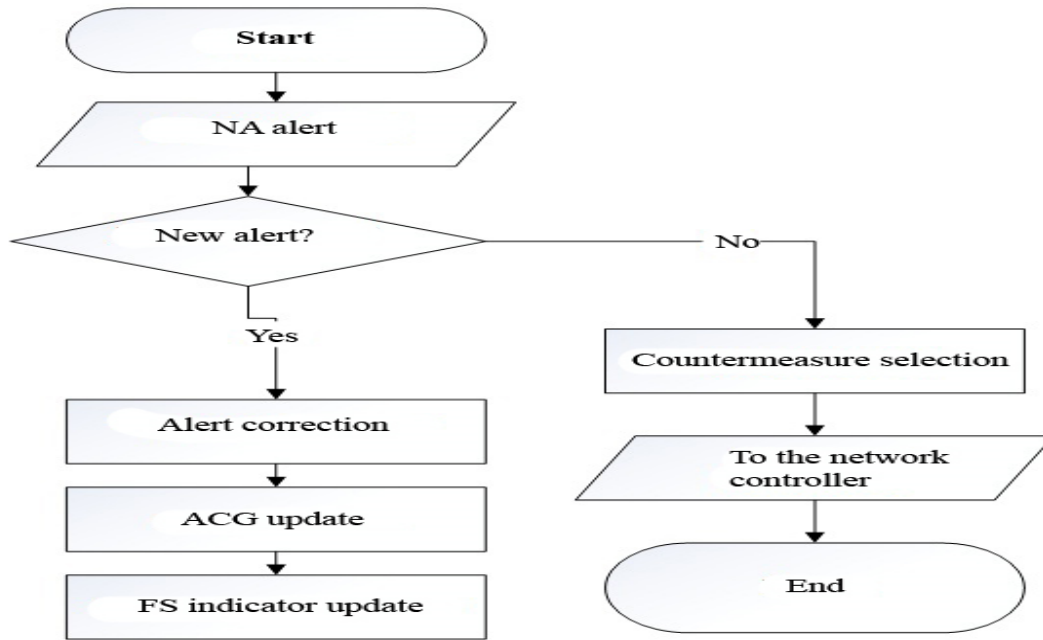 Start
NA alert
New alert?
No
Yes
Countermeasure selection
Alert correction
To the network
controller
ACG update
End
FS indicator update